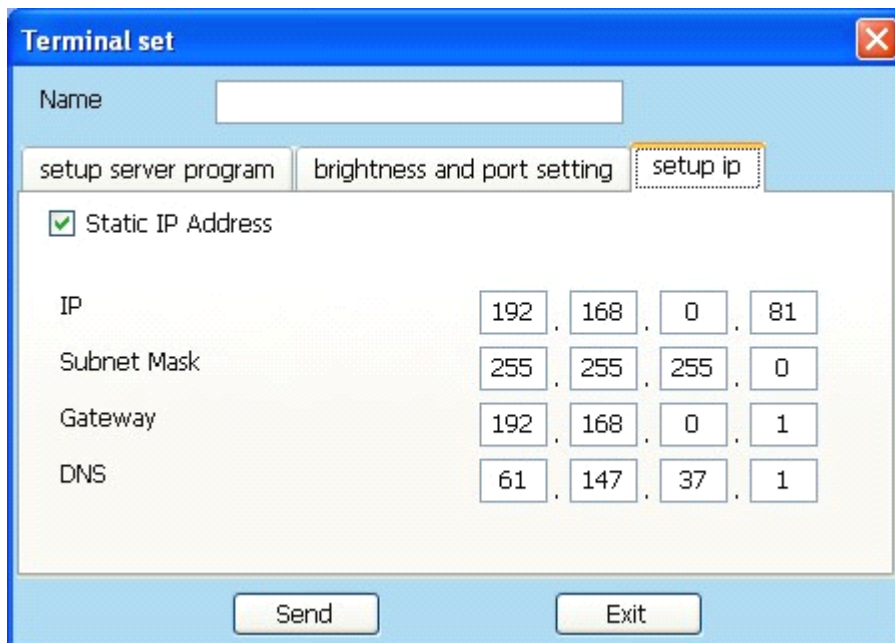 Terminal set
Name
setup server program brightness and port setting setup ip
Static IP Address
IP 192 . 168 . 0 . 81
Subnet Mask 255 . 255 . 255 . 0
Gateway 192 . 168 . 0 . 1
DNS 61 . 147 . 37 . 1
Send Exit